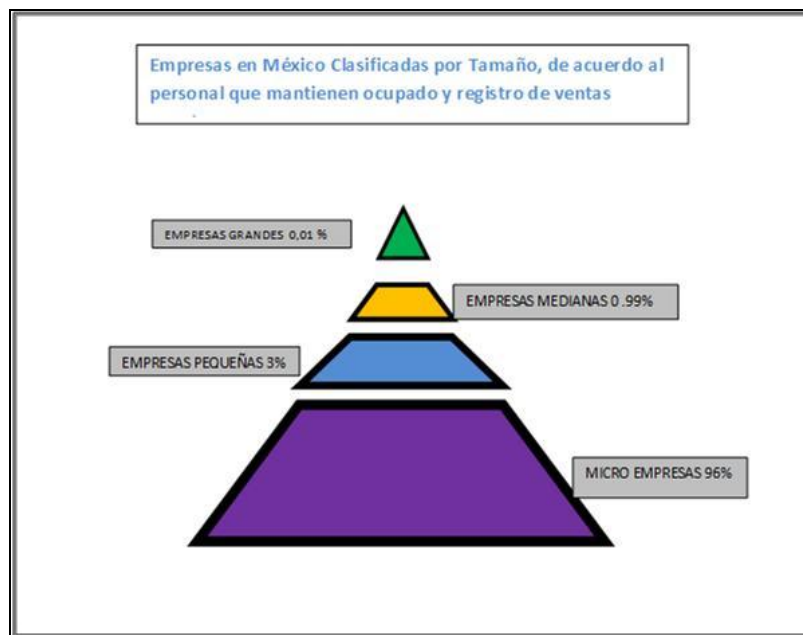 Empresas en México Clasificadas por Tamaño, de acuerdo al
personal que mantienen ocupado y registro de ventas
EMPRESAS GRANDES 0,01 %
EMPRESAS MEDIANAS 0 .99%
EMPRESAS PEQUEÑAS 3%
MICRO EMPRESAS 96%